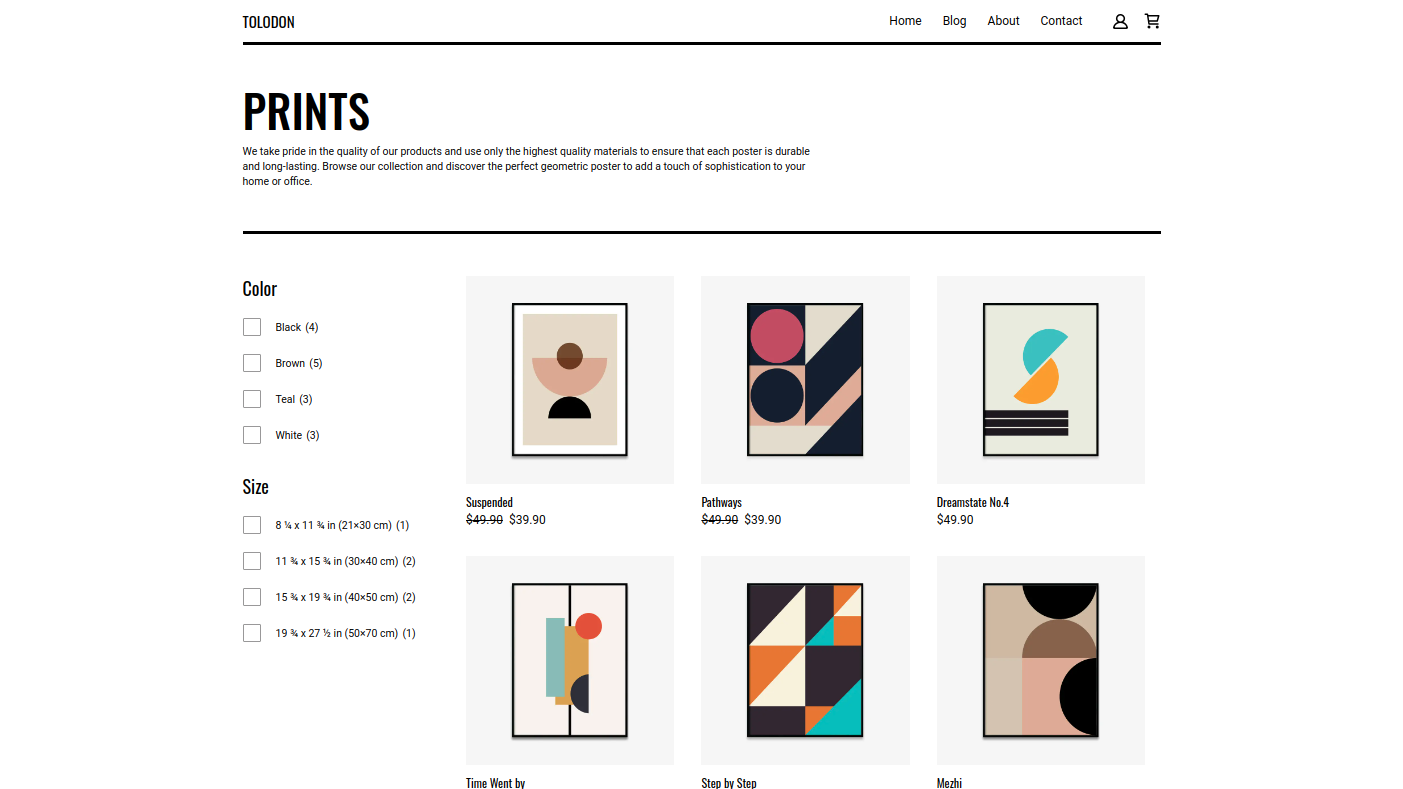 TOLODON
Home Blog About Contact
PRINTS
We take pride in the quality of our products and use only the highest quality materials to ensure that each poster is durable
and long-lasting. Browse our collection and discover the perfect geometric poster to add a touch of sophistication to your
home or office.
Color
Black (4)
Brown (5)
Teal (3)
White (3)
Size
8 ¼ x 11 ¾ in (21×30 cm) (1)
11 ¾ x 15 ¾ in (30×40 cm) (2)
15 ¾ x 19 ¾ in (40×50 cm) (2)
19 ¾ x 27 ½ in (50×70 cm) (1)
Suspended
$49.90 $39.90
Pathways
$49.90 $39.90
Dreamstate No.4
$49.90
Time Went by
Step by Step
Mezhi